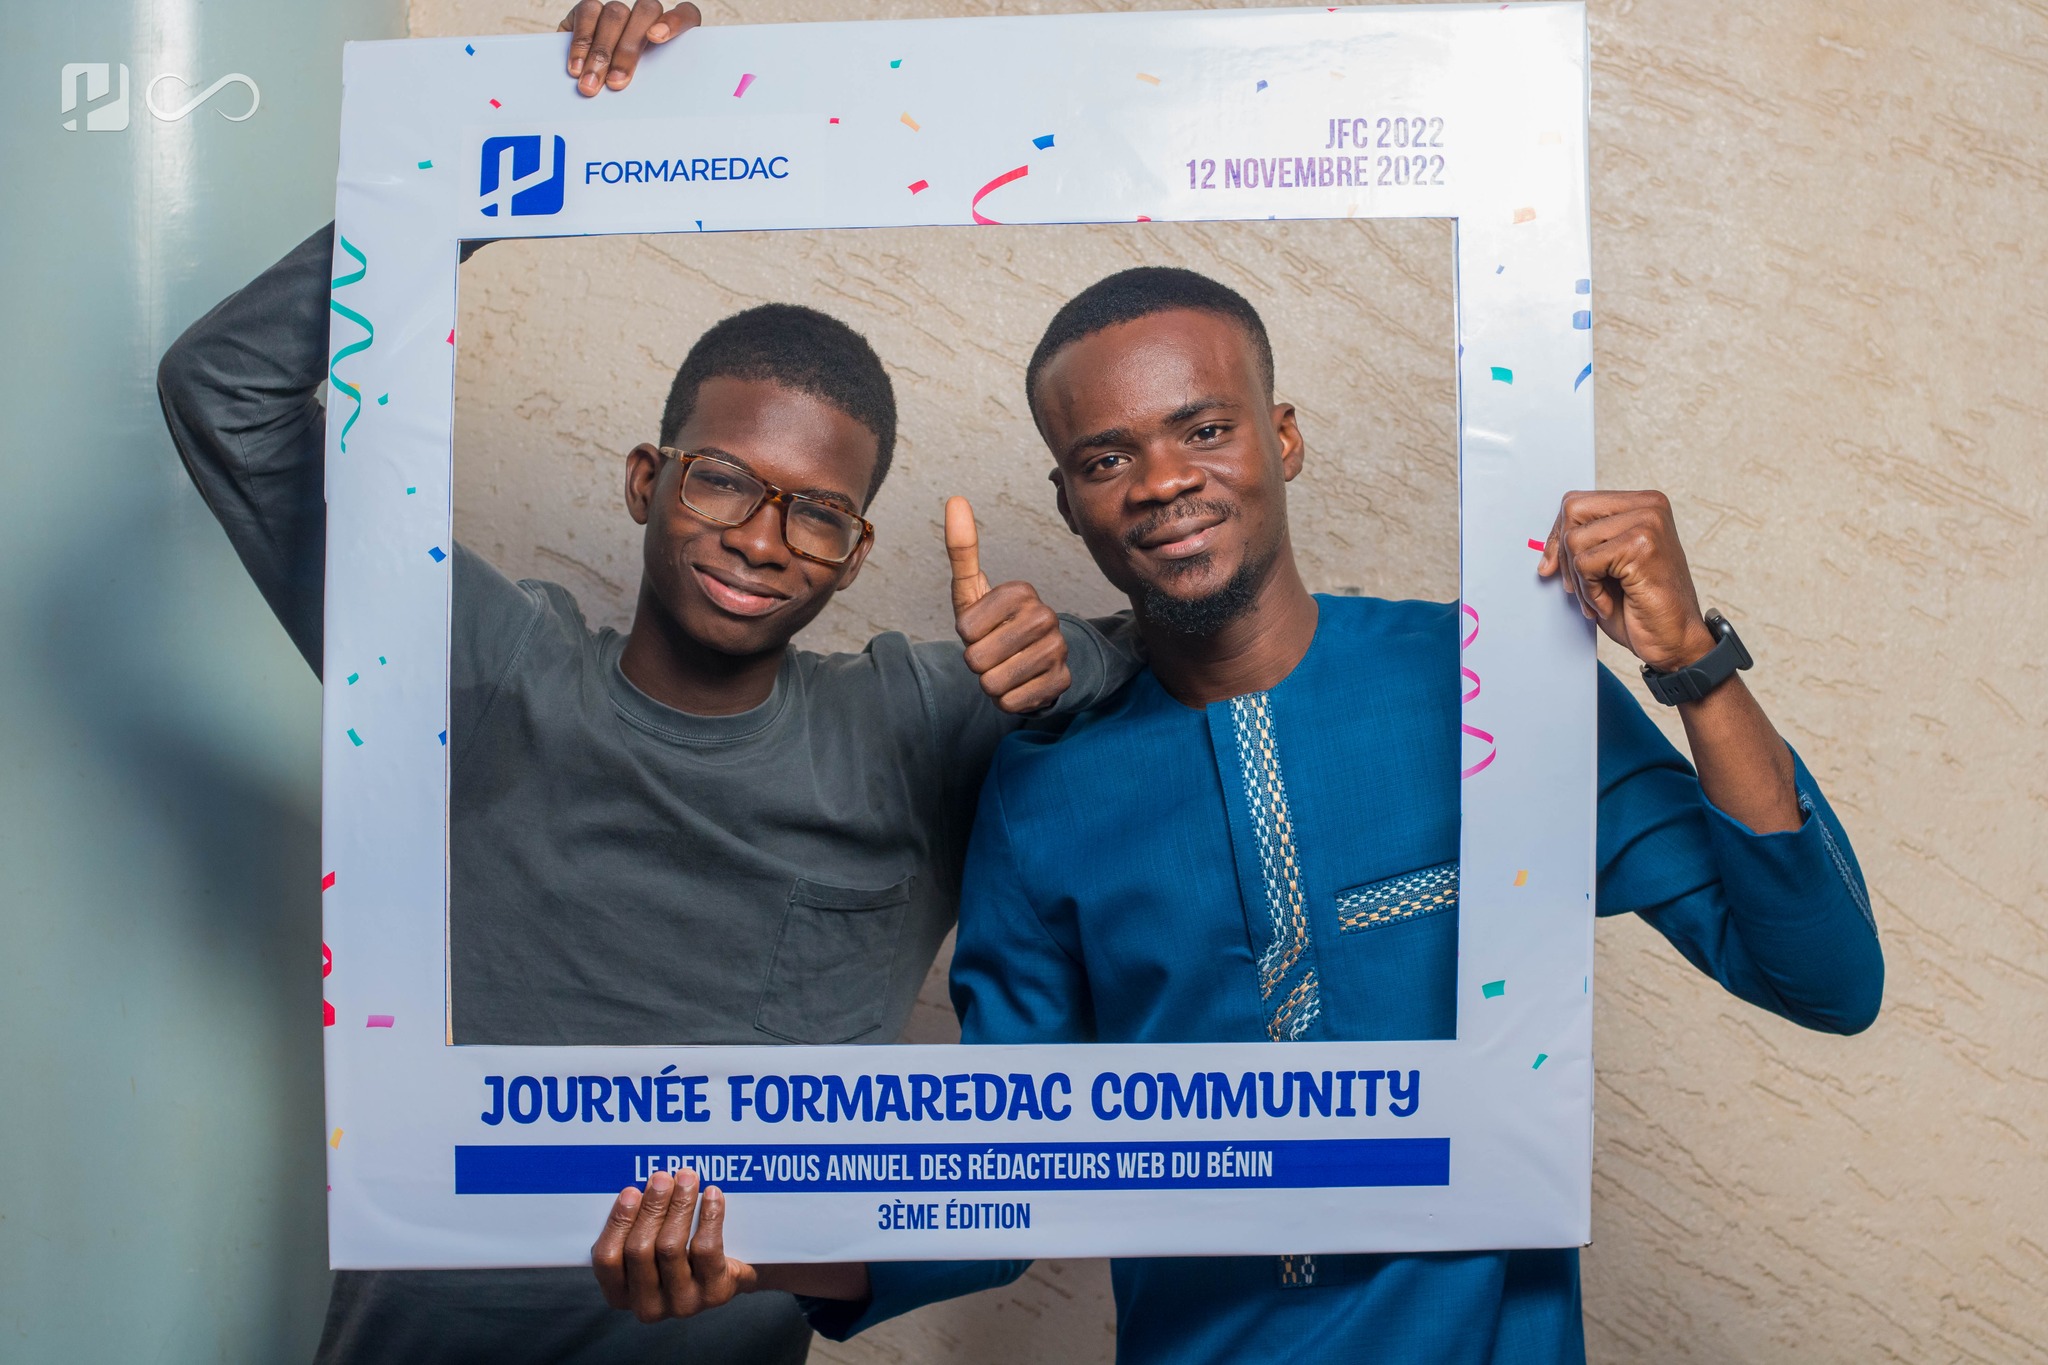 FORMAREDAC
JFC 2022
12 NOVEMBRE 2022
JOURNÉE FORMAREDAC COMMUNITY
LE RENDEZ-VOUS ANNUEL DES RÉDACTEURS WEB DU BÉNIN
3ÈME ÉDITION